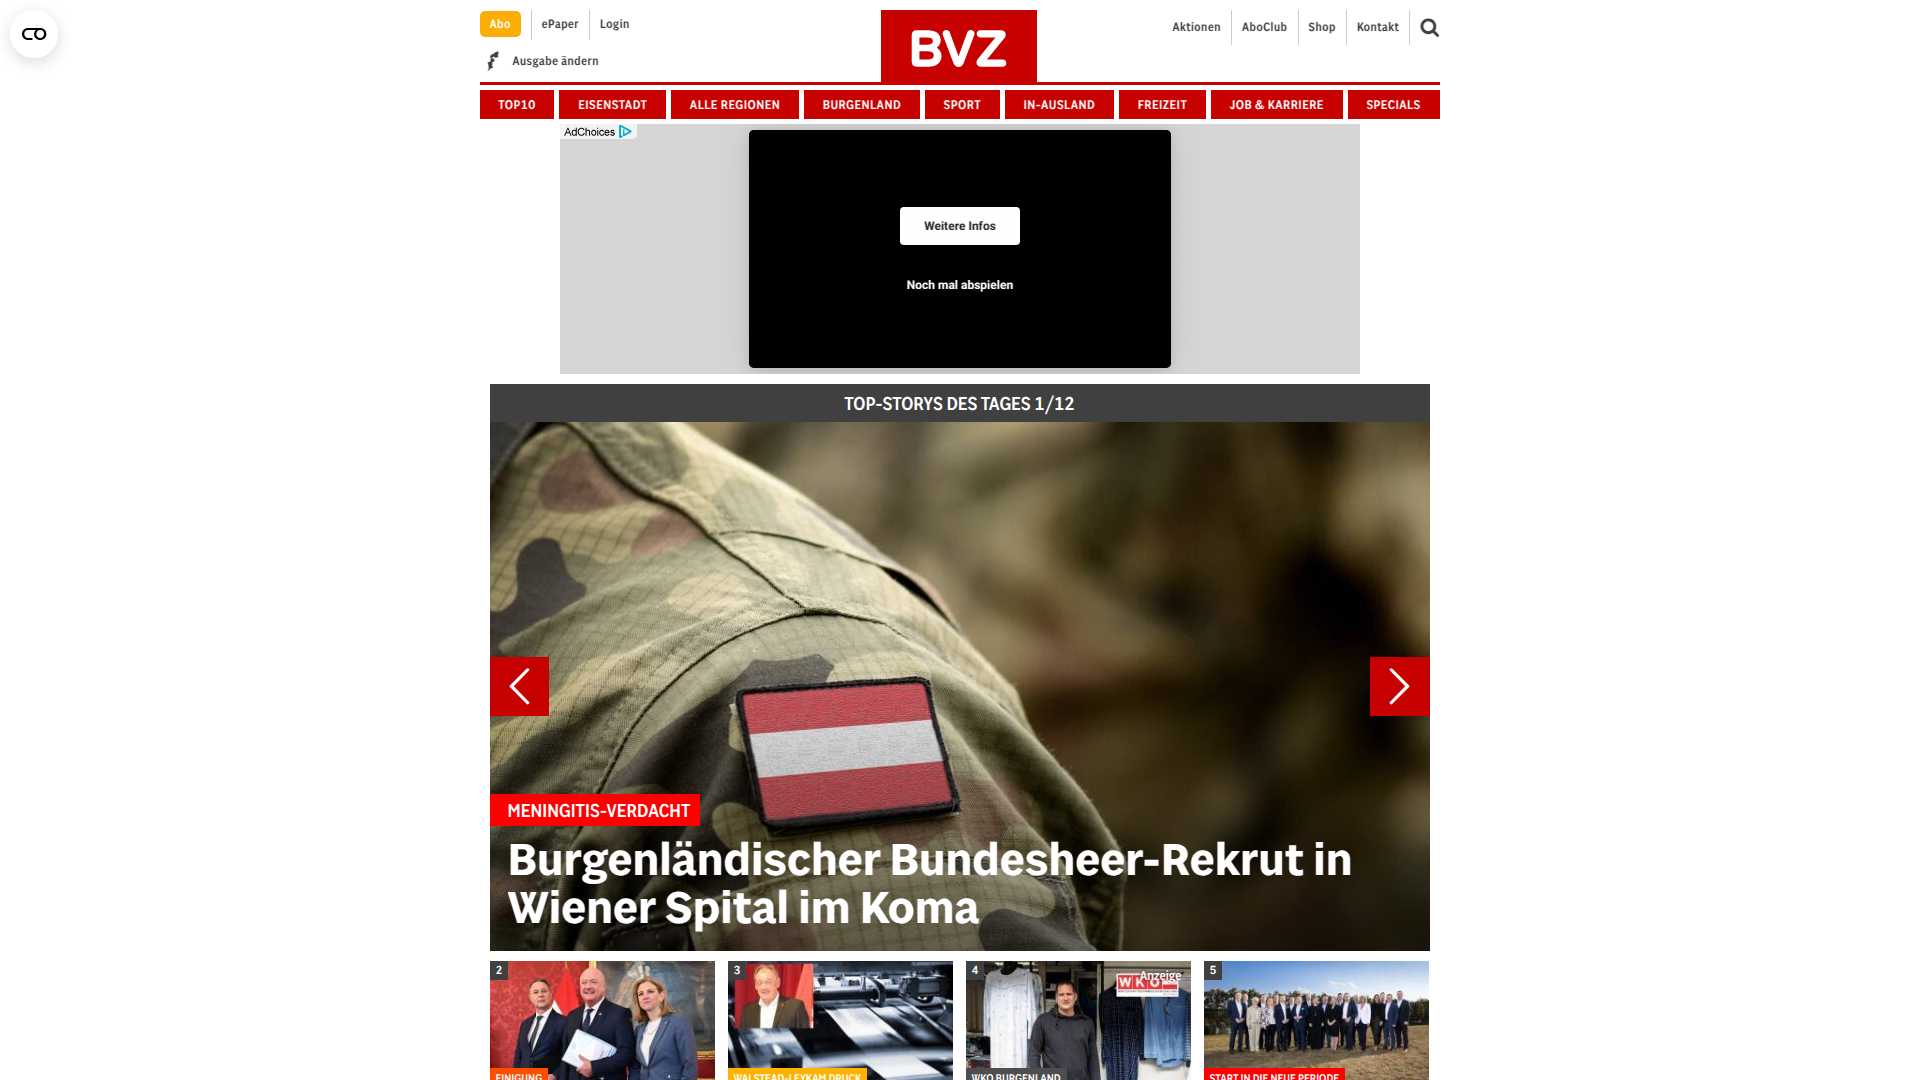 Abo
ePaper
Login
Ausgabe ändern
BVZ
Aktionen
AboClub
Shop
Kontakt
TOP10
EISENSTADT
ALLE REGIONEN
BURGENLAND
SPORT
IN-AUSLAND
FREIZEIT
JOB & KARRIERE
SPECIALS
AdChoices
Weitere Infos
Noch mal abspielen
TOP-STORYS DES TAGES 1/12
MENINGITIS-VERDACHT
Burgenländischer Bundesheer-Rekrut in
Wiener Spital im Koma
2
3
4
5
Anzeige
WKO
EINIGUNG
WALSTEAD-LEYKAM DRUCK
WKO BURGENLAND
START IN DIE NEUE PERIODE